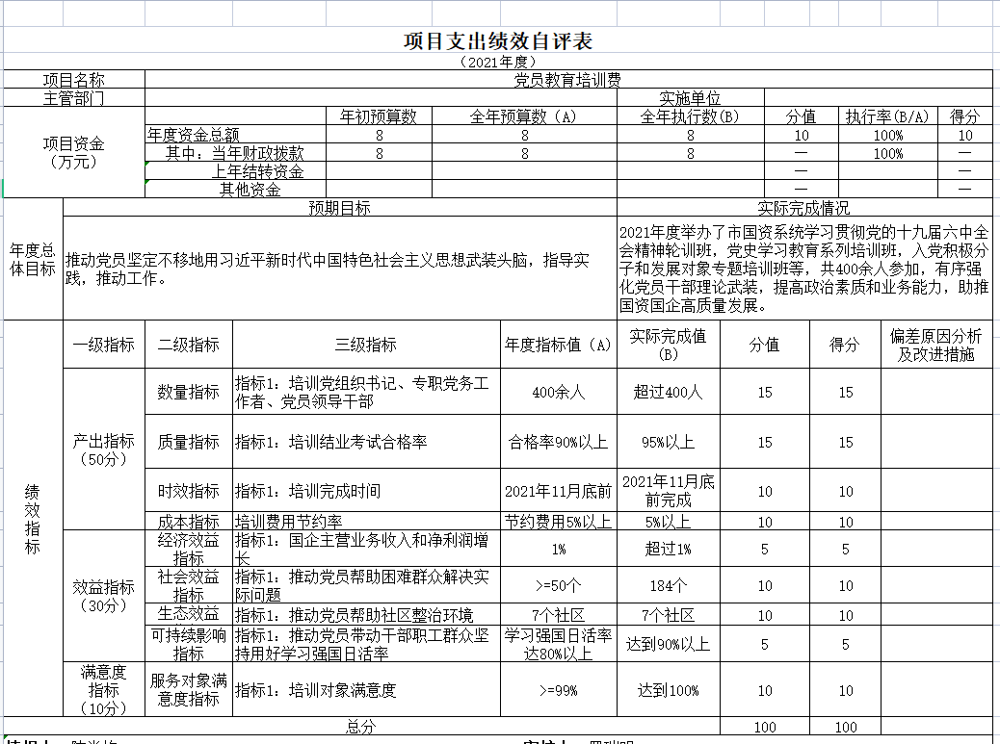 项目支出绩效自评表
（2021年度）
项目名称 党员教育培训费
主管部门 实施单位
项目资金
（万元） 年初预算数 全年预算数（A） 全年执行数(B) 分值 执行率(B/A) 得分
年度资金总额 8 8 8 10 100% 10
其中：当年财政拨款 8 8 8 — 100% —
上年结转资金 — —
其他资金 — —
年度总
体目标
预期目标 实际完成情况
推动党员坚定不移地用习近平新时代中国特色社会主义思想武装头脑，指导实
践，推动工作。
2021年度举办了市国资系统学习贯彻党的十九届六中全
会精神轮训班，党史学习教育系列培训班，入党积极分
子和发展对象专题培训班等，共400余人参加，有序强
化党员干部理论武装，提高政治素质和业务能力，助推
国资国企高质量发展。
绩
效
指
标
一级指标 二级指标 三级指标 年度指标值（A） 实际完成值
（B） 分值 得分 偏差原因分析
及改进措施
产出指标
（50分）
数量指标 指标1：培训党组织书记、专职党务工
作者、党员领导干部 400余人 超过400人 15 15
质量指标 指标1：培训结业考试合格率 合格率90%以上 95%以上 15 15
时效指标 指标1：培训完成时间 2021年11月底前 2021年11月底
前完成 10 10
成本指标 培训费用节约率 节约费用5%以上 5%以上 10 10
效益指标
（30分）
经济效益
指标 指标1：国企主营业务收入和净利润增
长 1% 超过1% 5 5
社会效益
指标 指标1：推动党员帮助困难群众解决实
际问题 >=50个 184个 10 10
生态效益 指标1：推动党员帮助社区整治环境 7个社区 7个社区 10 10
可持续影响
指标 指标1：推动党员带动干部职工群众坚
持用好学习强国日活率 学习强国日活率
达80%以上 达到90%以上 5 5
满意度
指标
（10分）
服务对象满
意度指标 指标1：培训对象满意度 >=99% 达到100% 10 10
总分 100 100